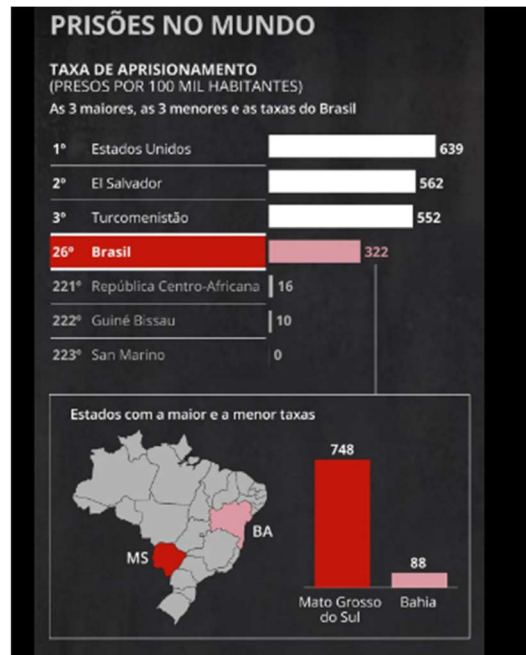 PRISÕES NO MUNDO
TAXA DE APRISIONAMENTO
(PRESOS POR 100 MIL HABITANTES)
As 3 maiores, as 3 menores e as taxas do Brasil
1º Estados Unidos 639
2º El Salvador 562
3º Turcomenistão 552
26º Brasil 322
221º República Centro-Africana 16
222º Guiné Bissau 10
223º San Marino 0
Estados com a maior e a menor taxas
748
BA
MS
88
Mato Grosso Bahia
do Sul